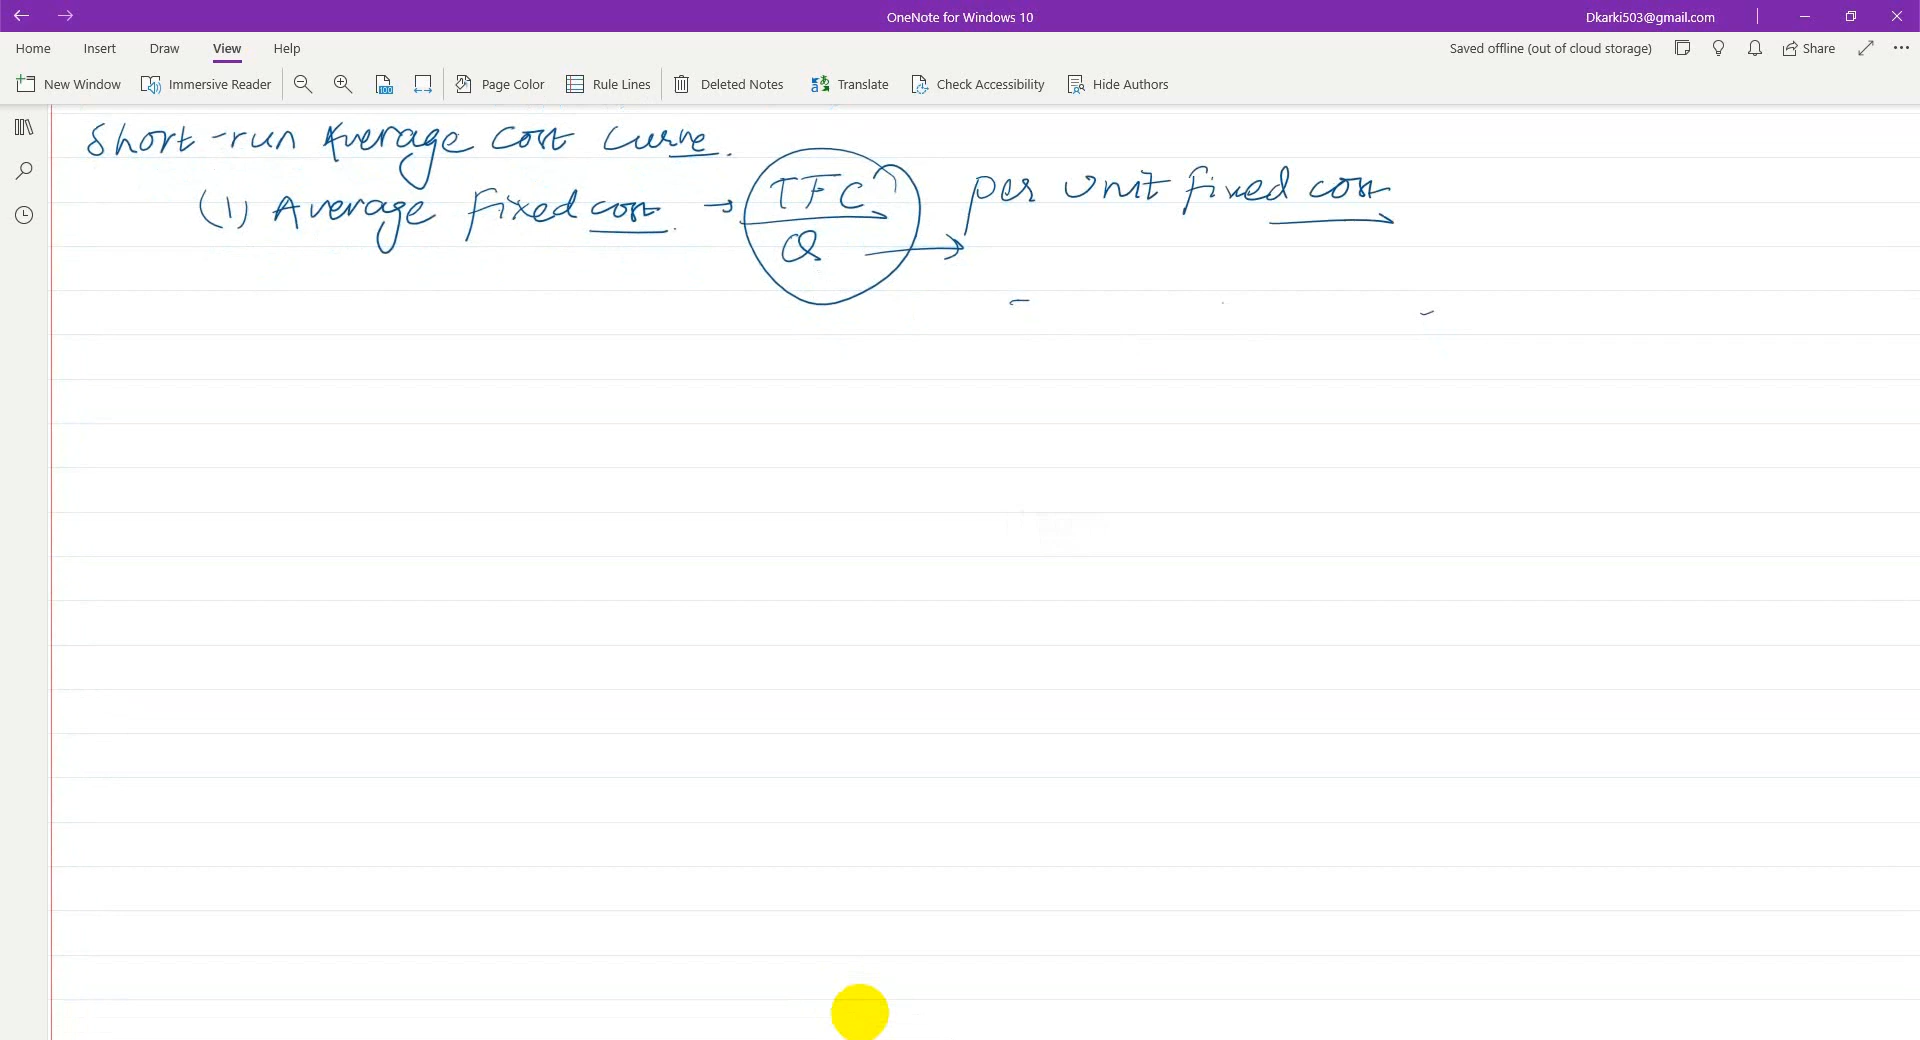 OneNote for Windows 10
Dkarki503@gmail.com
Home Insert Draw View Help
Saved offline (out of cloud storage) Share
New Window Immersive Reader 100 Page Color Rule Lines Deleted Notes Translate Check Accessibility Hide Authors
Short-run Average cost curve.
(1) Average fixed cost. → TFC
Q → per unit fixed cost